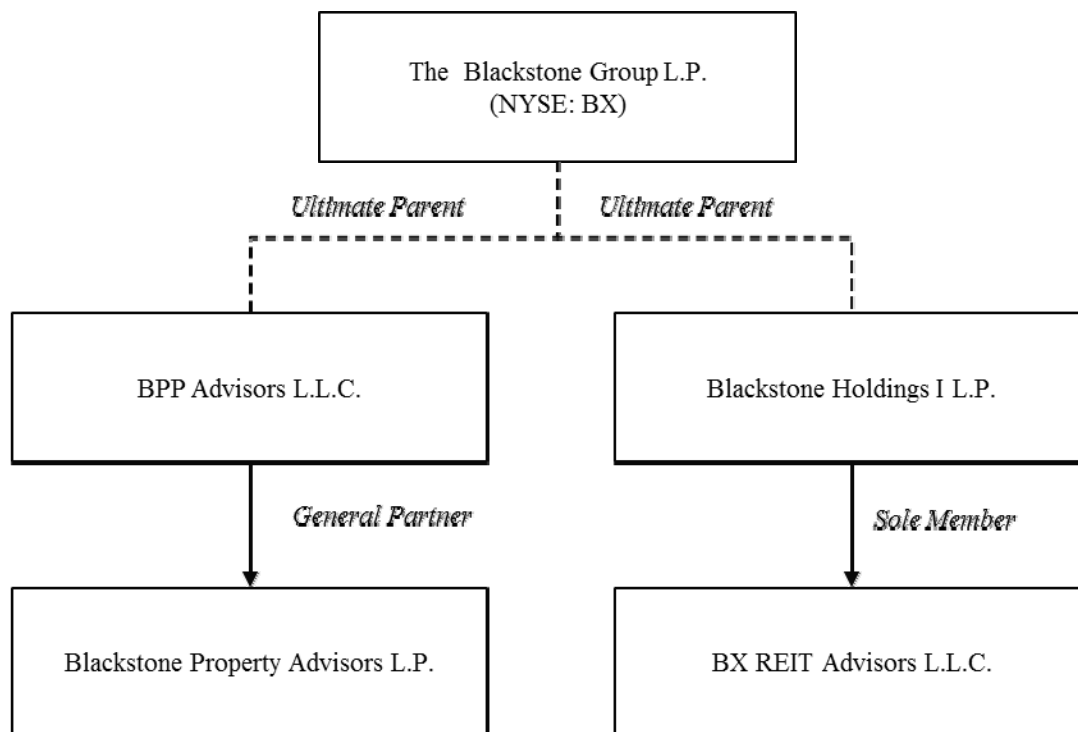 The Blackstone Group L.P.
(NYSE: BX)
Ultimate Parent
Ultimate Parent
BPP Advisors L.L.C.
Blackstone Holdings I L.P.
General Partner
Sole Member
Blackstone Property Advisors L.P.
BX REIT Advisors L.L.C.